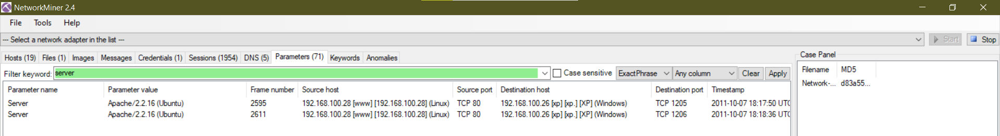 NetworkMiner 2.4
File Tools Help
--- Select a network adapter in the list ---
Start Stop
Hosts (19) Files (1) Images Messages Credentials (1) Sessions (1954) DNS (5) Parameters (71) Keywords Anomalies
Case Panel
Filter keyword: server Case sensitive ExactPhrase Any column Clear Apply
Filename MD5
Network-... d83a55...
Parameter name Parameter value Frame number Source host Source port Destination host Destination port Timestamp
Server Apache/2.2.16 (Ubuntu) 2595 192.168.100.28 [www] [192.168.100.28] (Linux) TCP 80 192.168.100.26 [xp] [xp.] [XP] (Windows) TCP 1205 2011-10-07 18:17:50 UTC
Server Apache/2.2.16 (Ubuntu) 2611 192.168.100.28 [www] [192.168.100.28] (Linux) TCP 80 192.168.100.26 [xp] [xp.] [XP] (Windows) TCP 1206 2011-10-07 18:18:36 UTC